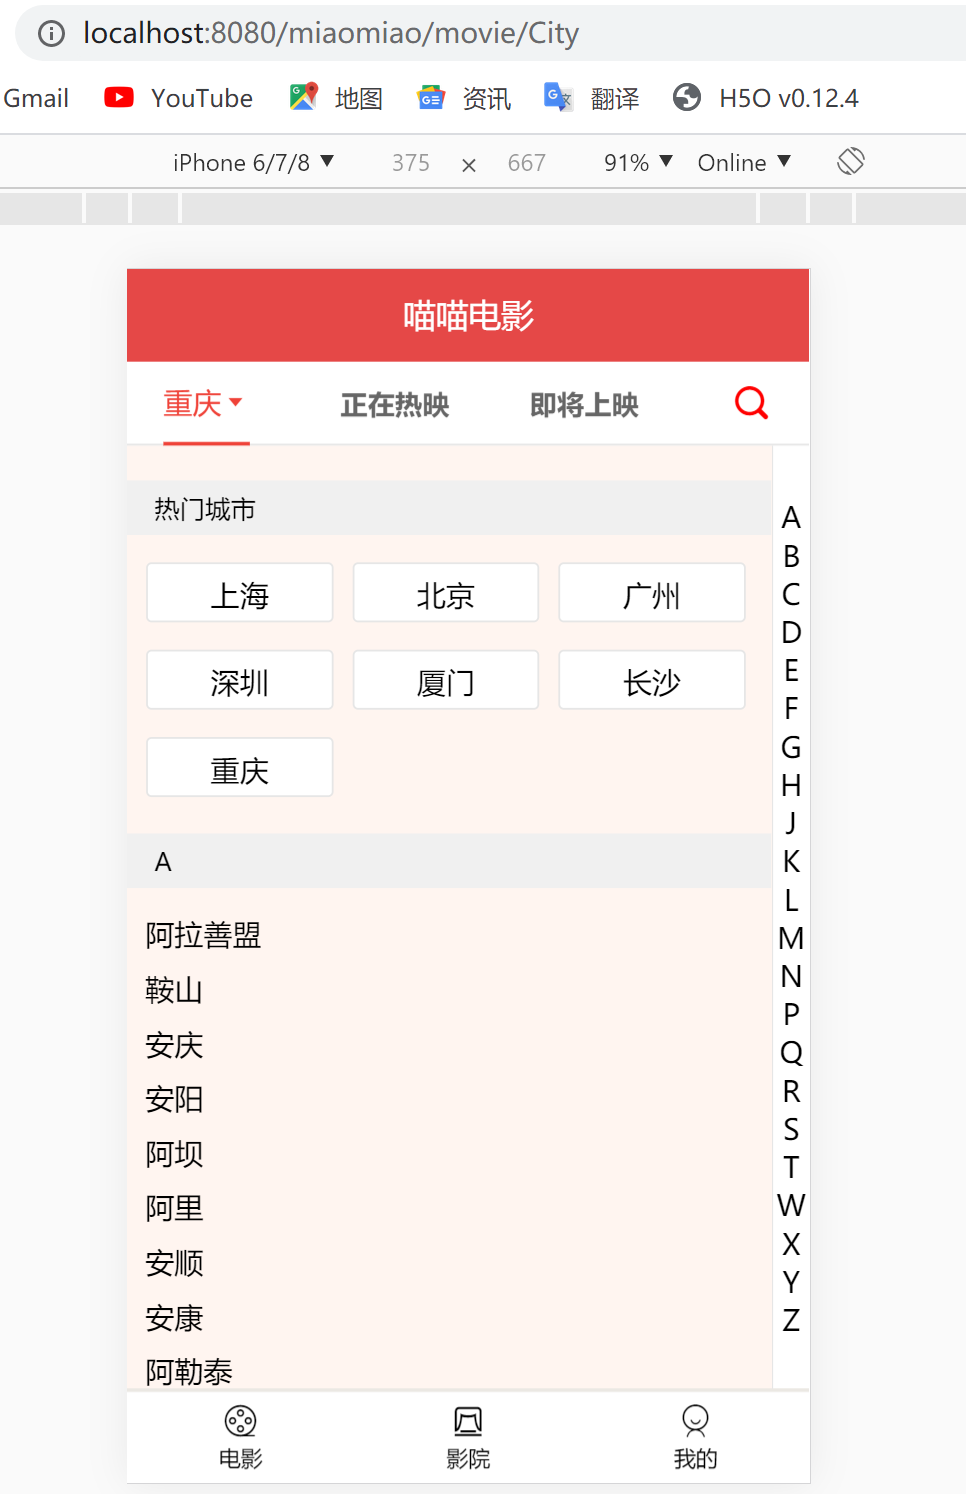 localhost:8080/miaomiao/movie/City
Gmail YouTube 地图 资讯 翻译 H5O v0.12.4
iPhone 6/7/8 ▼ 375 × 667 91% ▼ Online ▼
喵喵电影
重庆 正在热映 即将上映
热门城市
上海 北京 广州
深圳 厦门 长沙
重庆
A
阿拉善盟
鞍山
安庆
安阳
阿坝
阿里
安顺
安康
阿勒泰
A
B
C
D
E
F
G
H
J
K
L
M
N
P
Q
R
S
T
W
X
Y
Z
电影 影院 我的